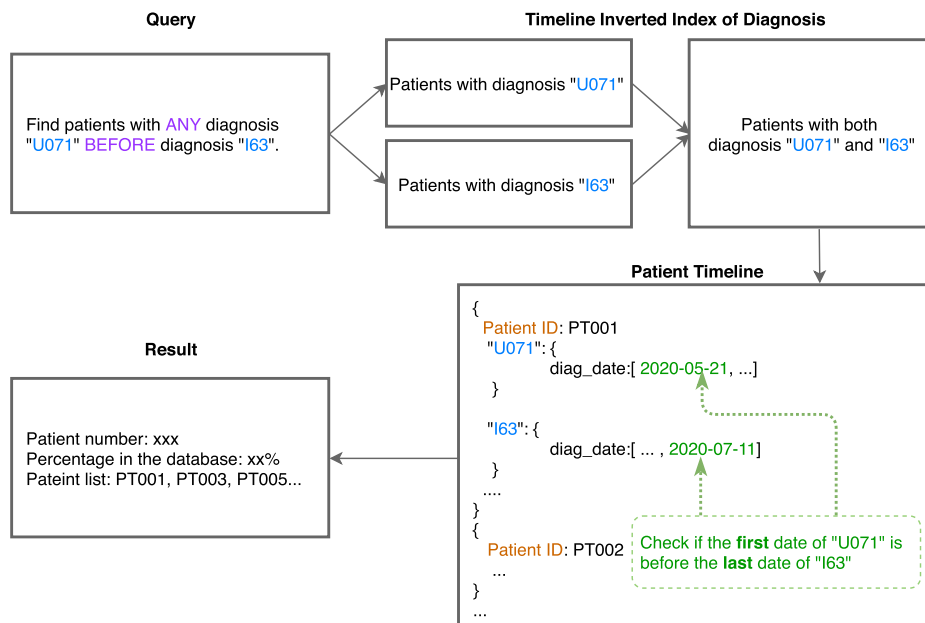 Query
Find patients with ANY diagnosis
"U071" BEFORE diagnosis "I63".
Timeline Inverted Index of Diagnosis
Patients with diagnosis "U071"
Patients with diagnosis "I63"
Patients with both
diagnosis "U071" and "I63"
Patient Timeline
{
Patient ID: PT001
"U071": {
diag_date:[ 2020-05-21, ...]
}
"I63": {
diag_date:[ ... , 2020-07-11]
}
....
}
{
Patient ID: PT002
...
}
...
Check if the first date of "U071" is
before the last date of "I63"
Result
Patient number: xxx
Percentage in the database: xx%
Pateint list: PT001, PT003, PT005...